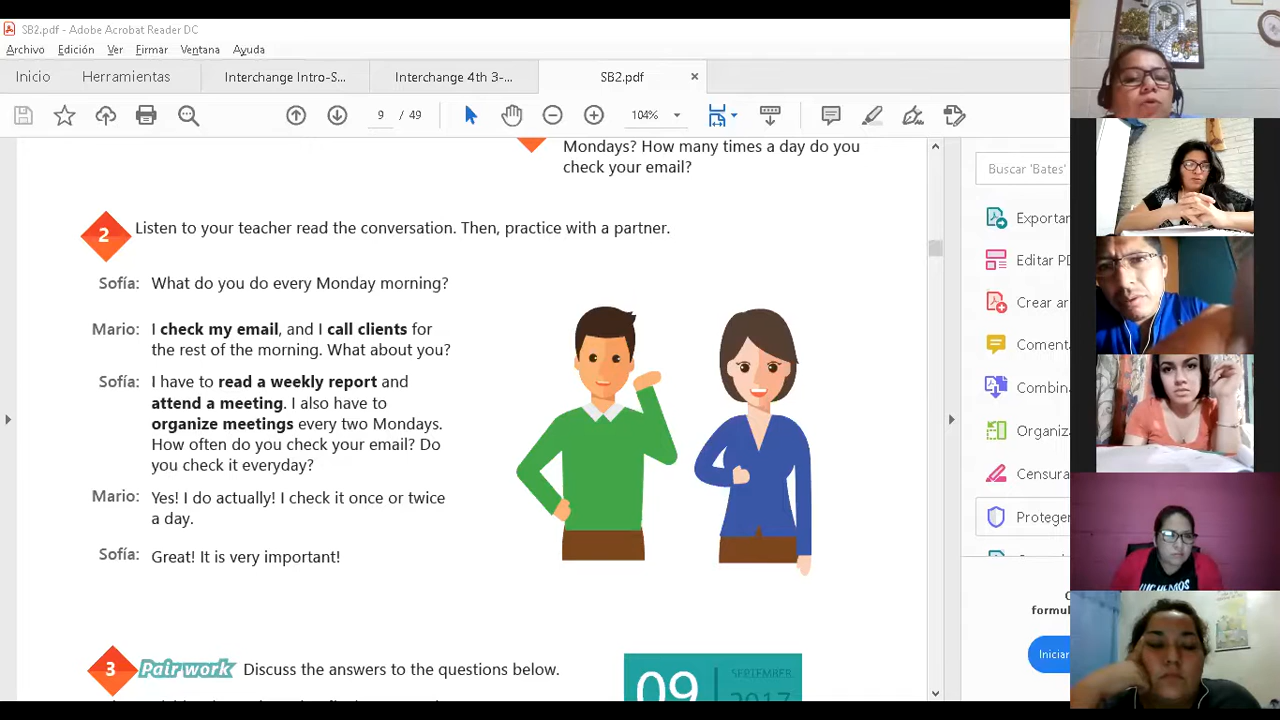 SB2.pdf - Adobe Acrobat Reader DC
Archivo Edición Ver Firmar Ventana Ayuda
Inicio Herramientas Interchange Intro-S... Interchange 4th 3-... SB2.pdf ×
9 / 49 104%
Mondays? How many times a day do you
check your email?
Buscar 'Bates'
2 Listen to your teacher read the conversation. Then, practice with a partner.
Exportar
Editar PD
Crear ar
Coment
Combin
Organiz
Censura
Proteger
Sofía: What do you do every Monday morning?
Mario: I check my email, and I call clients for
the rest of the morning. What about you?
Sofía: I have to read a weekly report and
attend a meeting. I also have to
organize meetings every two Mondays.
How often do you check your email? Do
you check it everyday?
Mario: Yes! I do actually! I check it once or twice
a day.
Sofía: Great! It is very important!
formul
Iniciar
3 Pair work Discuss the answers to the questions below.
09 SEPTEMBER
2017